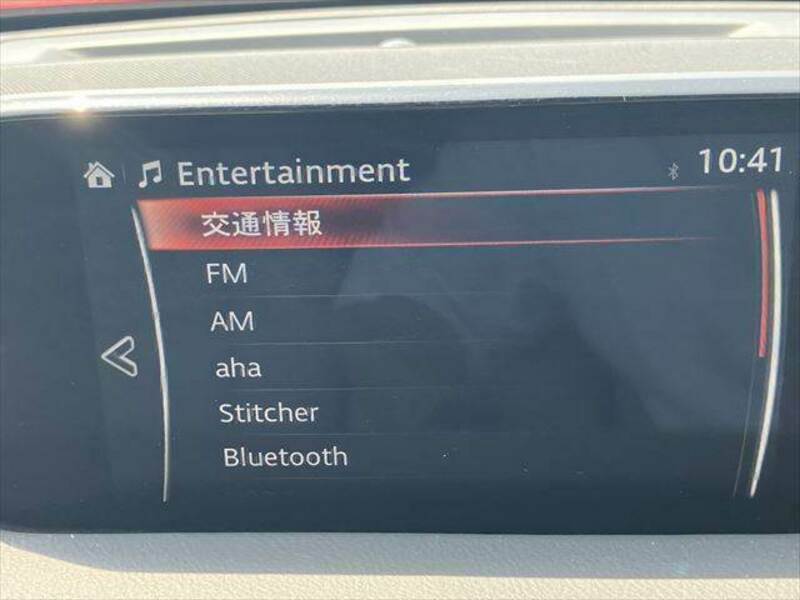 Entertainment 10:41
交通情報
FM
AM
aha
Stitcher
Bluetooth